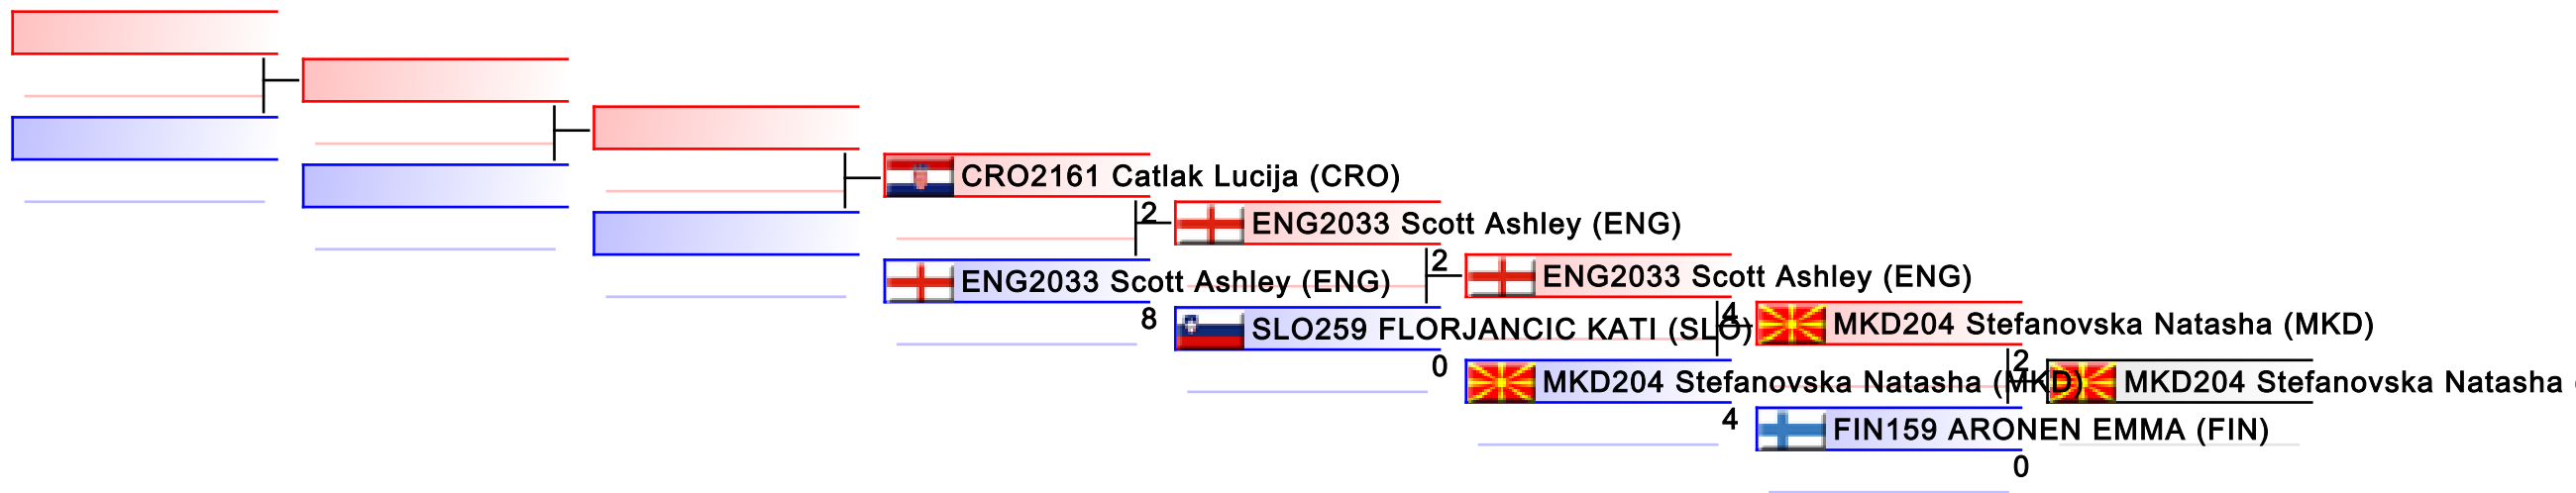 CRO2161 Catlak Lucija (CRO)
2
ENG2033 Scott Ashley (ENG)
8
ENG2033 Scott Ashley (ENG)
2
SLO259 FLORJANCIC KATI (SLO)
0
ENG2033 Scott Ashley (ENG)
4
MKD204 Stefanovska Natasha (MKD)
4
MKD204 Stefanovska Natasha (MKD)
2
FIN159 ARONEN EMMA (FIN)
0
MKD204 Stefanovska Natasha (